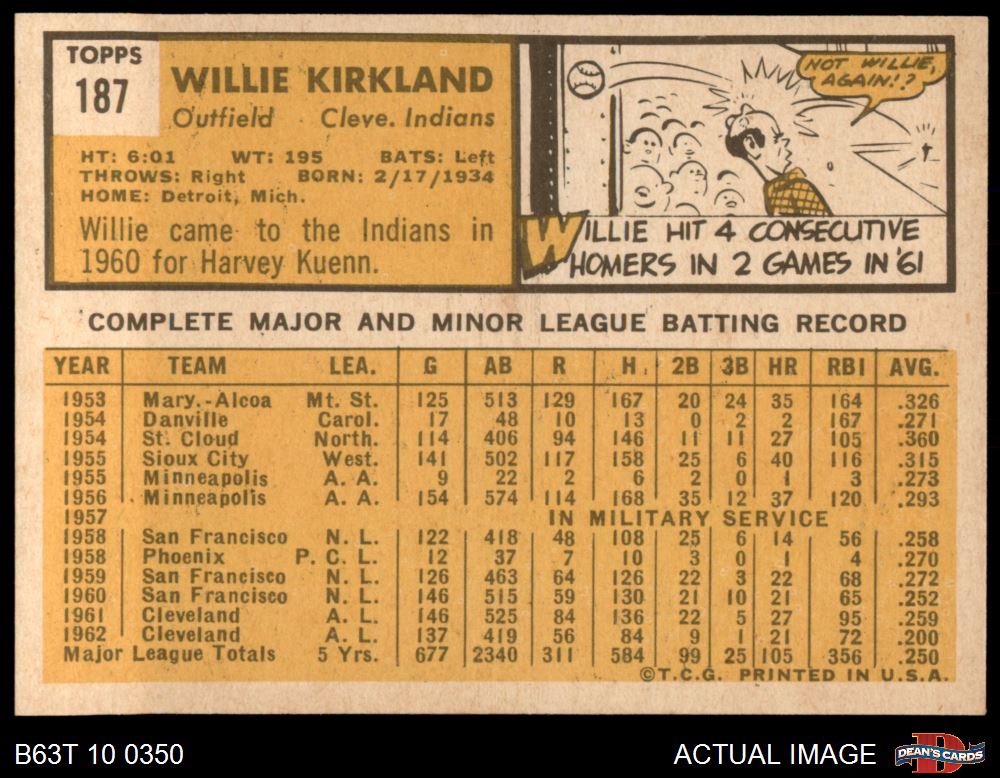 TOPPS
187
WILLIE KIRKLAND
Outfield Cleve. Indians
HT: 6:01 WT: 195 BATS: Left
THROWS: Right BORN: 2/17/1934
HOME: Detroit, Mich.
Willie came to the Indians in
1960 for Harvey Kuenn.
NOT WILLIE,
AGAIN!?
WILLIE HIT 4 CONSECUTIVE
HOMERS IN 2 GAMES IN '61
COMPLETE MAJOR AND MINOR LEAGUE BATTING RECORD
YEAR TEAM LEA. G AB R H 2B 3B HR RBI AVG.
1953 Mary.-Alcoa Mt. St. 125 513 129 167 20 24 35 164 .326
1954 Danville Carol. 17 48 10 13 0 2 2 167 .271
1954 St. Cloud North. 114 406 94 146 11 11 27 105 .360
1955 Sioux City West. 141 502 117 158 25 6 40 116 .315
1955 Minneapolis A. A. 9 22 2 6 2 0 1 3 .273
1956 Minneapolis A. A. 154 574 114 168 35 12 37 120 .293
1957 IN MILITARY SERVICE
1958 San Francisco N. L. 122 418 48 108 25 6 14 56 .258
1958 Phoenix P. C. L. 12 37 7 10 3 0 1 4 .270
1959 San Francisco N. L. 126 463 64 126 22 3 22 68 .272
1960 San Francisco N. L. 146 515 59 130 21 10 21 65 .252
1961 Cleveland A. L. 146 525 84 136 22 5 27 95 .259
1962 Cleveland A. L. 137 419 56 84 9 1 21 72 .200
Major League Totals 5 Yrs. 677 2340 311 584 99 25 105 356 .250
©T.C.G. PRINTED IN U.S.A.
B63T 10 0350
ACTUAL IMAGE
D
DEAN'S CARDS